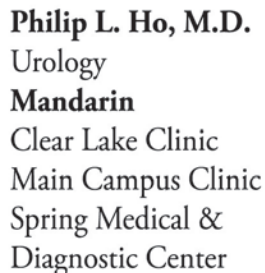 Philip L. Ho, M.D.
Urology
Mandarin
Clear Lake Clinic
Main Campus Clinic
Spring Medical &
Diagnostic Center